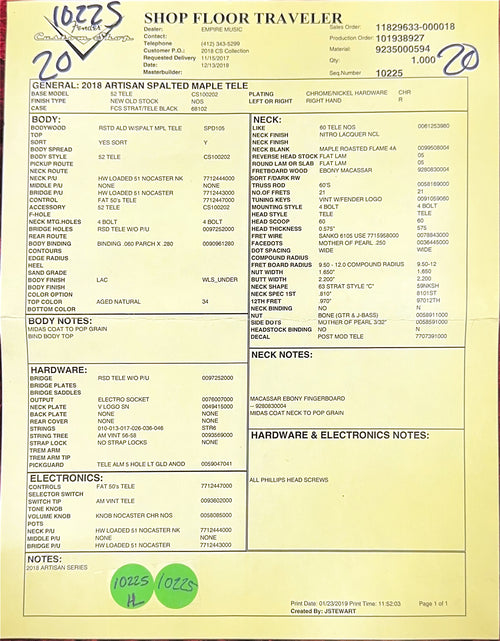 10225
20
Fender
Custom Shop
SHOP FLOOR TRAVELER
Dealer: EMPIRE MUSIC
Contact:
Telephone (412) 343-5299
Customer P.O.: 2018 CS Collection
Requested Delivery 11/15/2017
Date: 12/13/2018
Masterbuilder:
Sales Order: 11829633-000018
Production Order: 101938927
Material: 9235000594
Qty: 1.000
Seq.Number 10225
20
GENERAL: 2018 ARTISAN SPALTED MAPLE TELE
BASE MODEL 52 TELE CS100202 PLATING CHROME/NICKEL HARDWARE CHR
FINISH TYPE NEW OLD STOCK NOS LEFT OR RIGHT RIGHT HAND R
CASE FCS STRAT/TELE BLACK 66102
BODY:
BODYWOOD RSTD ALD W/SPALT MPL TELE SPD105
TOP
SORT YES SORT Y
BODY SPREAD
BODY STYLE 52 TELE CS100202
PICKUP ROUTE
NECK ROUTE
NECK P/U HW LOADED 51 NOCASTER NK 7712444000
MIDDLE P/U NONE NONE
BRIDGE P/U HW LOADED 51 NOCASTER 7712443000
CONTROL FAT 50's TELE 7712447000
ACCESSORY 52 TELE CS100202
F-HOLE
NECK MTG.HOLES 4 BOLT 4 BOLT
BRIDGE HOLES RSD TELE W/O P/U 0097252000
REAR ROUTE
BODY BINDING BINDING .060 PARCH X .280 0090961280
CONTOURS
EDGE RADIUS
HEEL
SAND GRADE
BODY FINISH LAC WLS_UNDER
BODY FINISH
COLOR OPTION
TOP COLOR AGED NATURAL 34
BOTTOM COLOR
BODY NOTES:
MIDAS COAT TO POP GRAIN
BIND BODY TOP
HARDWARE:
BRIDGE RSD TELE W/O P/U 0097252000
BRIDGE PLATES
BRIDGE SADDLES
OUTPUT ELECTRO SOCKET 0076007000
NECK PLATE V LOGO SN 0049415000
BACK PLATE NONE NONE
REAR COVER NONE NONE
STRINGS 010-013-017-026-036-046 STR6
STRING TREE AM VINT 56-58 0093569000
STRAP LOCK NO STRAP LOCKS NONE
TREM ARM
TREM ARM TIP
PICKGUARD TELE ALM 5 HOLE LT GLD ANOD 0059047041
ELECTRONICS:
CONTROLS FAT 50's TELE 7712447000
SELECTOR SWITCH
SWITCH TIP AM VINT TELE 0093602000
TONE KNOB
VOLUME KNOB KNOB NOCASTER CHR NOS 0058085000
POTS
NECK P/U HW LOADED 51 NOCASTER NK 7712444000
MIDDLE P/U NONE NONE
BRIDGE P/U HW LOADED 51 NOCASTER 7712443000
NECK:
LIKE 60 TELE NOS 0061253980
NECK FINISH NITRO LACQUER NCL
NECK FINISH
NECK BLANK MAPLE ROASTED FLAME 4A 0099508004
REVERSE HEAD STOCK FLAT LAM 05
ROUND LAM OR SLAB FLAT LAM 05
FRETBOARD WOOD EBONY MACASSAR 9280830004
SORT F/DARK RW
TRUSS ROD 60'S 0058169000
NO.OF FRETS 21 21
TUNING KEYS VINT W/FENDER LOGO 0091059060
MOUNTING STYLE 4 BOLT 4 BOLT
HEAD STYLE TELE TELE
HEAD SCOOP 60 60
HEAD THICKNESS 0.575" 575
FRET WIRE SANKO 6105 USE 7715958000 0078843000
FACEDOTS MOTHER OF PEARL .250 0036445000
DOT SPACING WIDE WIDE
COMPOUND RADIUS
FRET BOARD RADIUS 9.50 - 12.0 COMPOUND RADIUS 9.50-12
NUT WIDTH 1.650" 1.650
BUTT WIDTH 2.200" 2.200
NECK SHAPE 63 STRAT STYLE "C" 59NKSH
NECK SPEC 1ST .810" 8101ST
12TH FRET .970" 97012TH
NECK BINDING NO N
NUT BONE (GTR & J-BASS) 0058911000
SIDE DOTS MOTHER OF PEARL 3/32" 0058591000
HEADSTOCK BINDING NO N
DECAL POST MOD TELE 7707391000
NECK NOTES:
MACASSAR EBONY FINGERBOARD
-- 9280830004
MIDAS COAT NECK TO POP GRAIN
HARDWARE & ELECTRONICS NOTES:
ALL PHILLIPS HEAD SCREWS
NOTES:
2018 ARTISAN SERIES
10225
HL
10225
Print Date: 01/23/2019 Print Time: 11:52:03 Page 1 of 1
Created By: JSTEWART